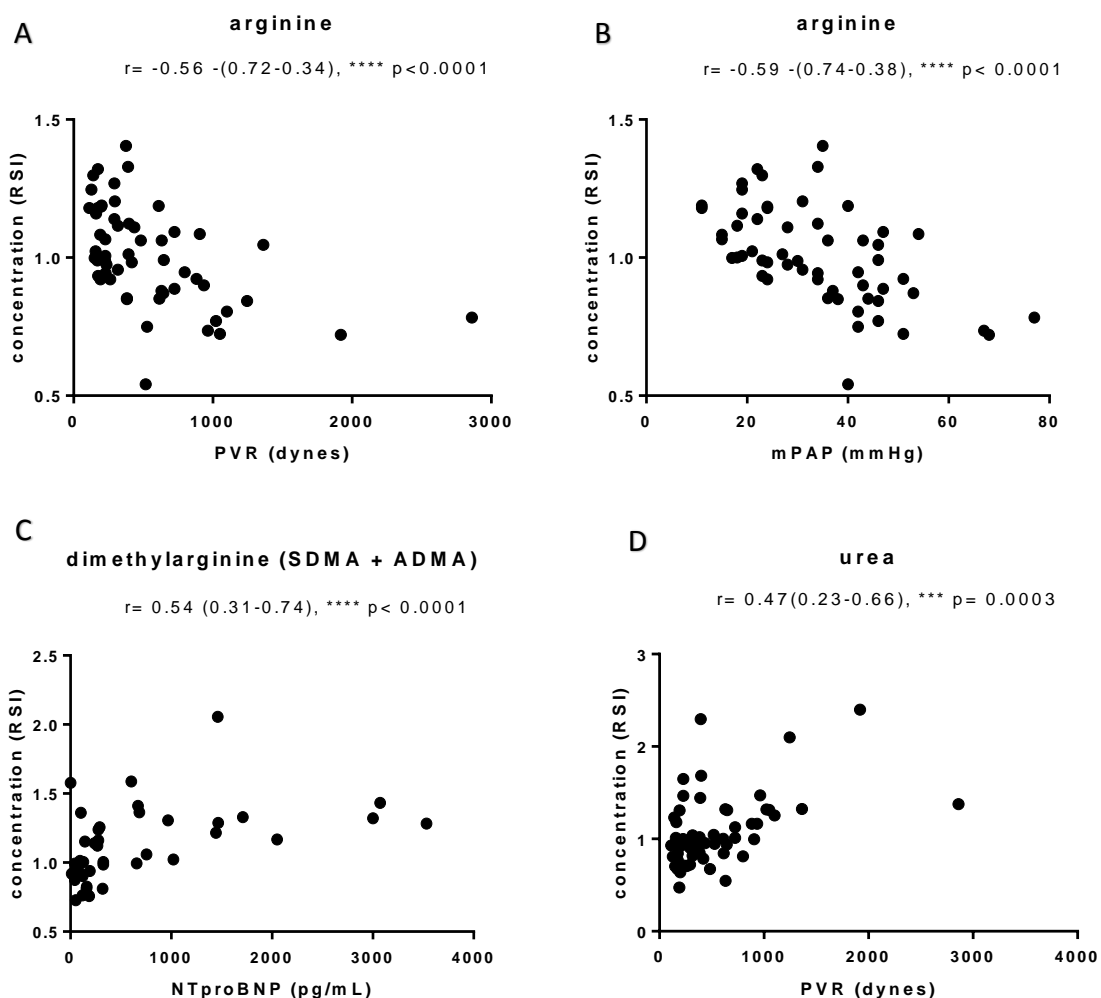 A
arginine
r= -0.56 -(0.72-0.34), **** p<0.0001
1.5
1.0
0.5
concentration (RSI)
0
1000
2000
3000
PVR (dynes)
B
arginine
r= -0.59 -(0.74-0.38), **** p< 0.0001
1.5
1.0
0.5
concentration (RSI)
0
20
40
60
80
mPAP (mmHg)
C
dimethylarginine (SDMA + ADMA)
r= 0.54 (0.31-0.74), **** p< 0.0001
2.5
2.0
1.5
1.0
0.5
concentration (RSI)
0
1000
2000
3000
4000
NTproBNP (pg/mL)
D
urea
r= 0.47(0.23-0.66), *** p= 0.0003
3
2
1
0
concentration (RSI)
0
1000
2000
3000
4000
PVR (dynes)